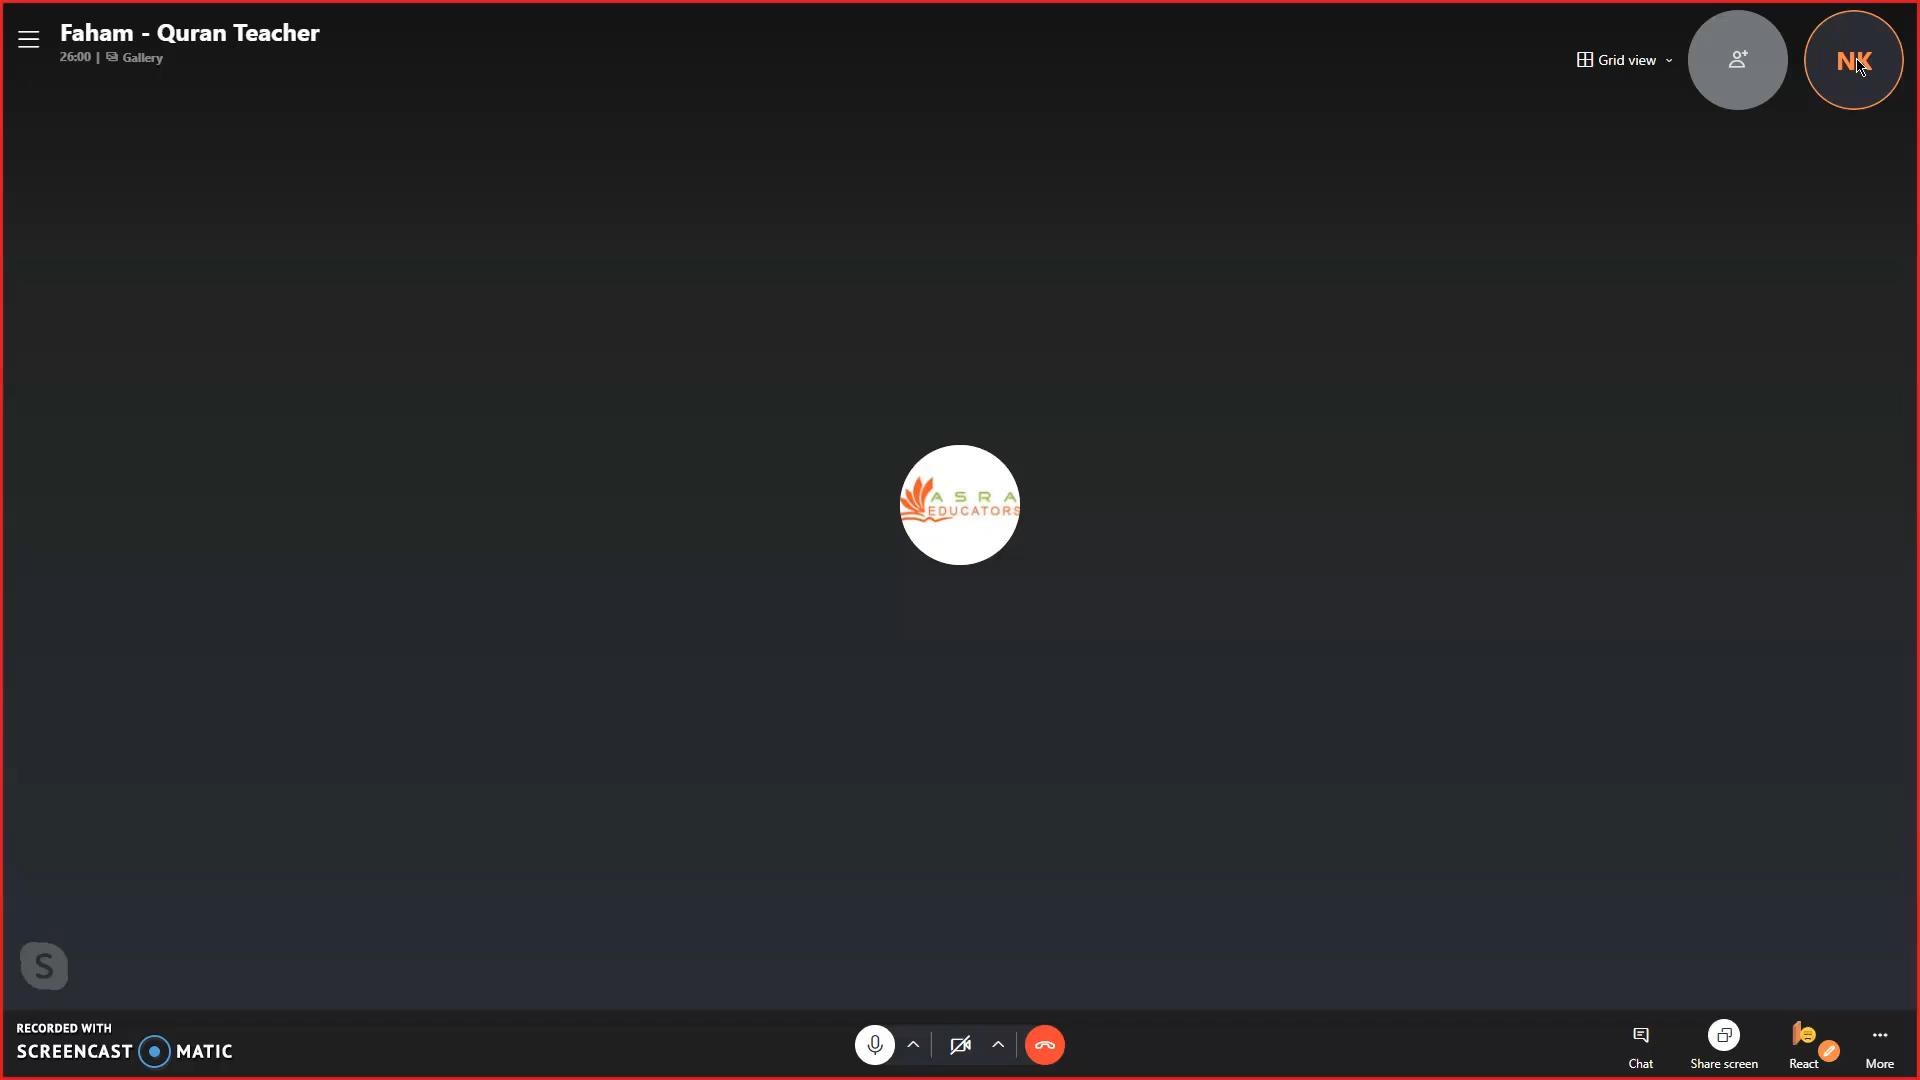 Faham - Quran Teacher
26:00 | Gallery
Grid view
NK
ASRA
EDUCATORS
S
RECORDED WITH
SCREENCAST MATIC
Chat
Share screen
React
More